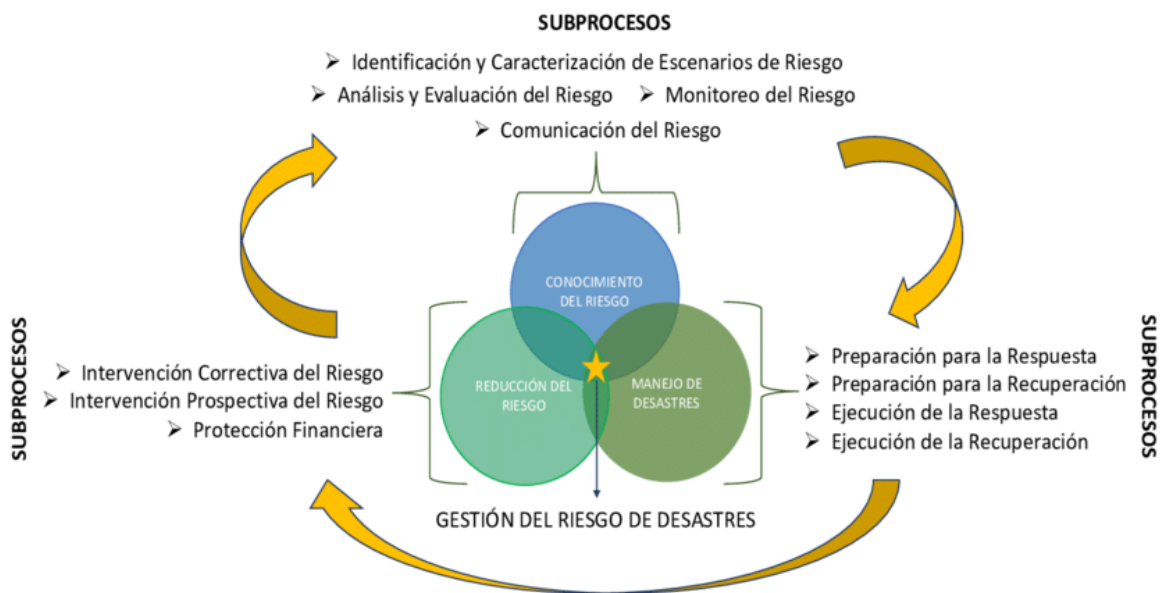 SUBPROCESOS
➢ Identificación y Caracterización de Escenarios de Riesgo
➢ Análisis y Evaluación del Riesgo ➢ Monitoreo del Riesgo
➢ Comunicación del Riesgo
CONOCIMIENTO
DEL RIESGO
SUBPROCESOS
➢ Intervención Correctiva del Riesgo
➢ Intervención Prospectiva del Riesgo
➢ Protección Financiera
REDUCCIÓN DEL
RIESGO
MANEJO DE
DESASTRES
➢ Preparación para la Respuesta
➢ Preparación para la Recuperación
➢ Ejecución de la Respuesta
➢ Ejecución de la Recuperación
SUBPROCESOS
GESTIÓN DEL RIESGO DE DESASTRES